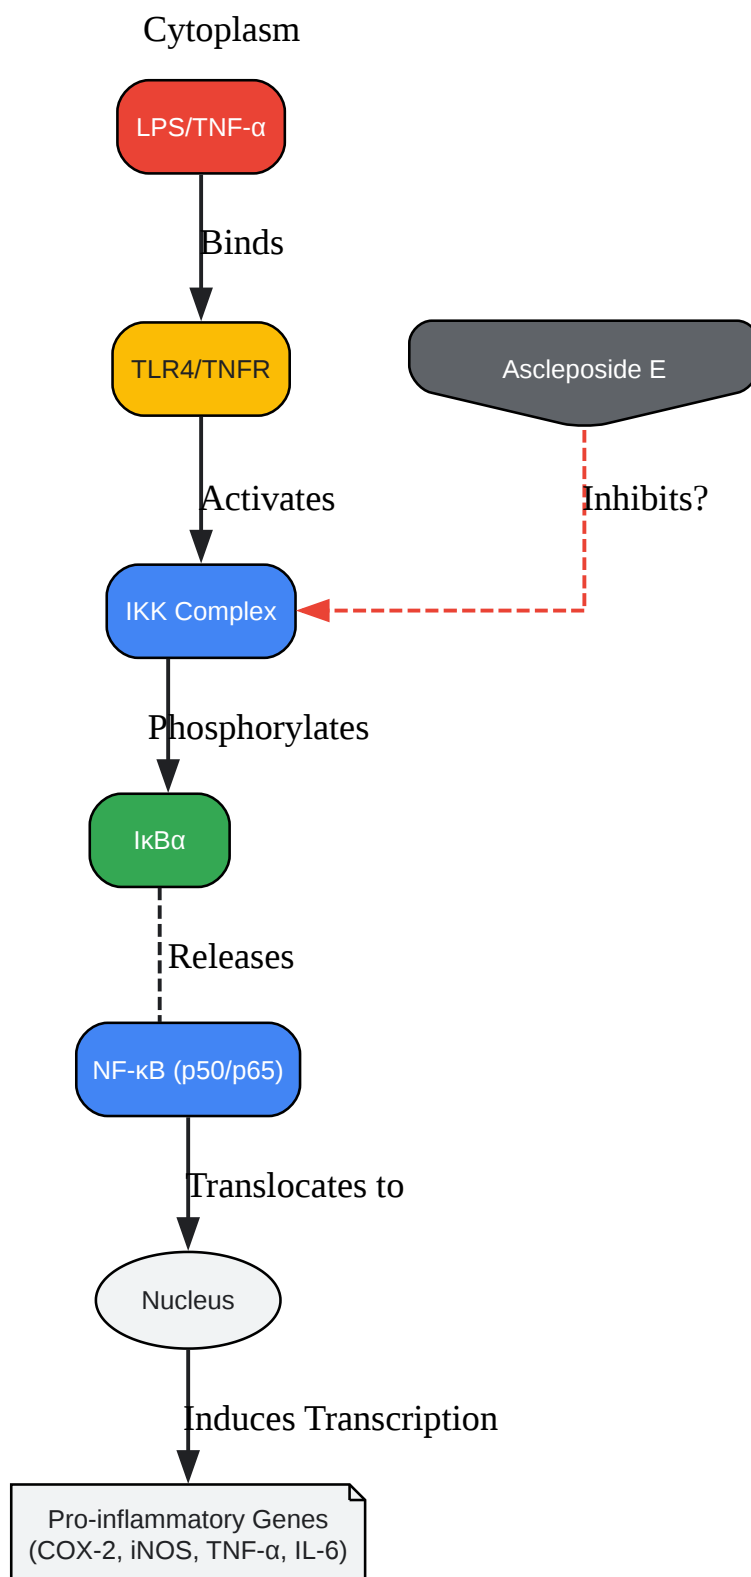 Cytoplasm
LPS/TNF-α
Binds
TLR4/TNFR
Ascleposide E
Activates
Inhibits?
IKK Complex
Phosphorylates
IκBα
Releases
NF-κB (p50/p65)
Translocates to
Nucleus
Induces Transcription
Pro-inflammatory Genes
(COX-2, iNOS, TNF-α, IL-6)